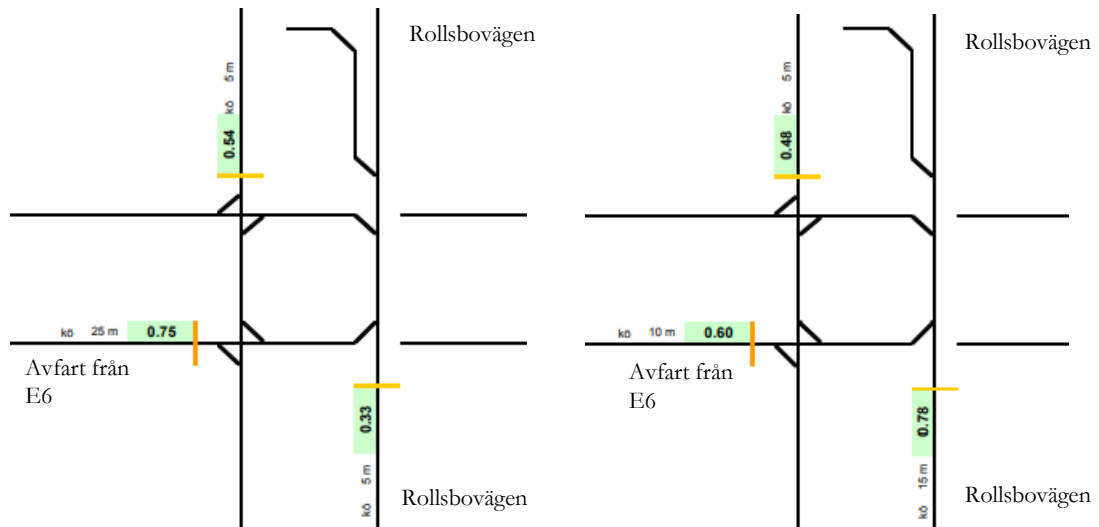 Rollsbovägen
kö 5 m
0.54
kö 25 m 0.75
Avfart från
E6
0.33
kö 5 m
Rollsbovägen
Rollsbovägen
kö 5 m
0.48
kö 10 m 0.60
Avfart från
E6
0.78
kö 15 m
Rollsbovägen